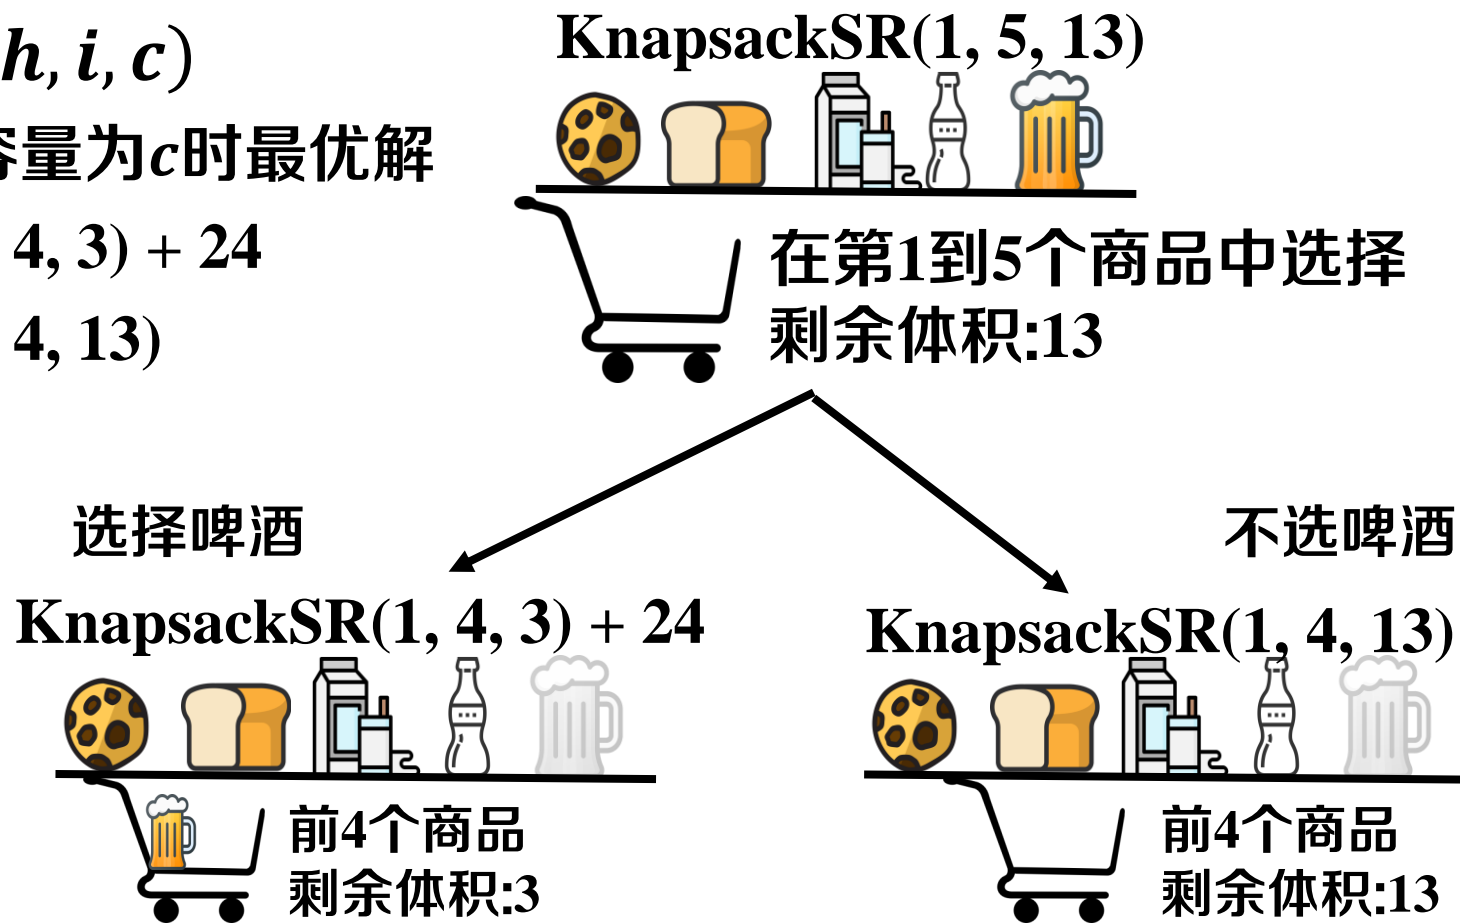 h, i, c)
容量为c时最优解
4, 3) + 24
4, 13)
KnapsackSR(1, 5, 13)
在第1到5个商品中选择
剩余体积:13
选择啤酒
KnapsackSR(1, 4, 3) + 24
前4个商品
剩余体积:3
不选啤酒
KnapsackSR(1, 4, 13)
前4个商品
剩余体积:13